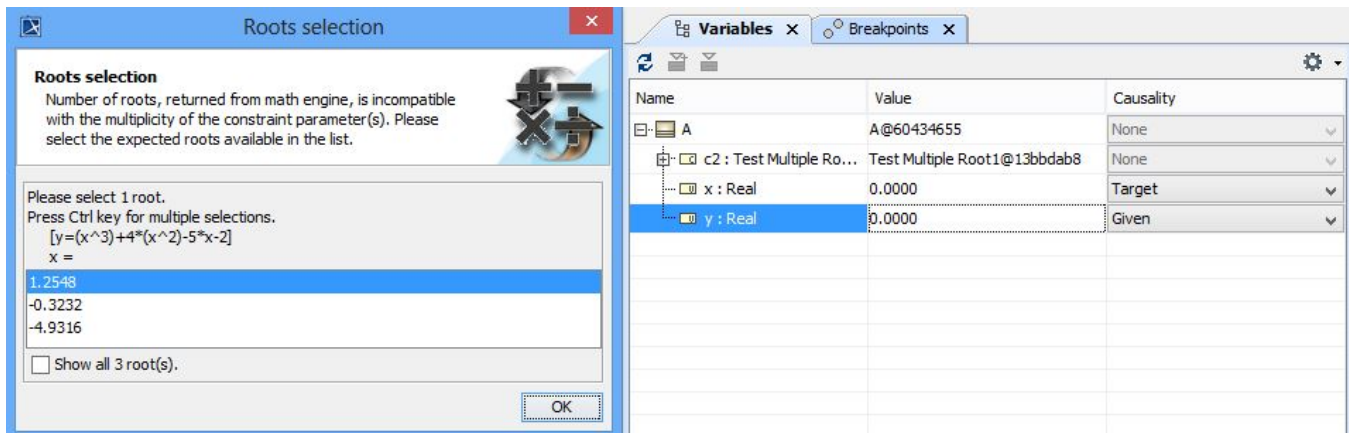 Roots selection
Roots selection
Number of roots, returned from math engine, is incompatible
with the multiplicity of the constraint parameter(s). Please
select the expected roots available in the list.
Please select 1 root.
Press Ctrl key for multiple selections.
[y=(x^3)+4*(x^2)-5*x-2]
x =
1.2548
-0.3232
-4.9316
Show all 3 root(s).
OK
Variables Breakpoints
Name Value Causality
A A@60434655 None
c2 : Test Multiple Ro... Test Multiple Root1@13bbdab8 None
x : Real 0.0000 Target
y : Real 0.0000 Given